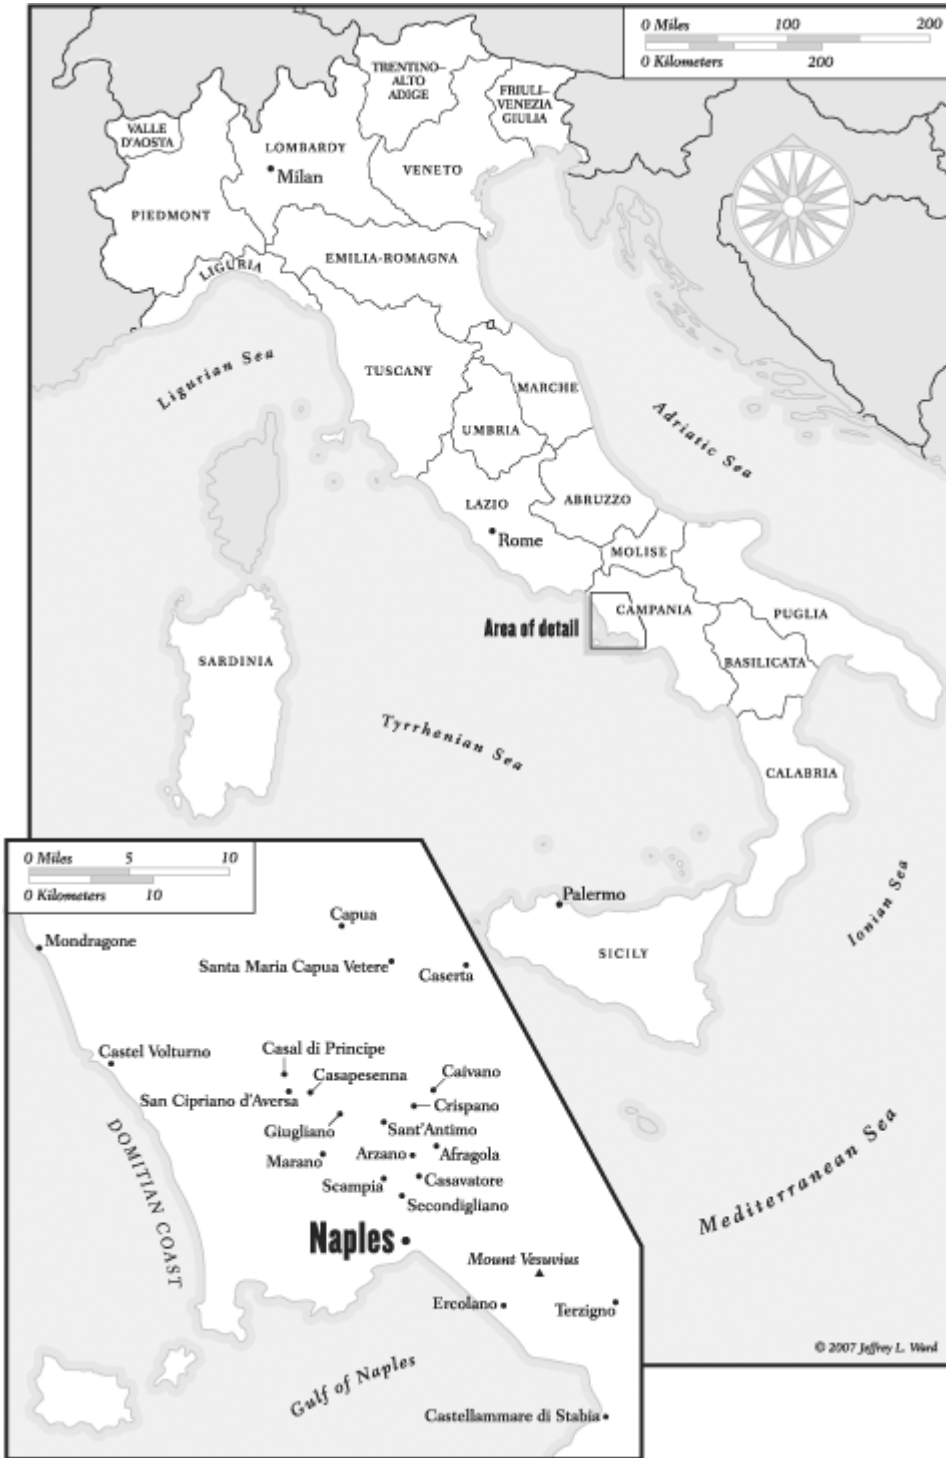 0 Miles 100 200
0 Kilometers 200
TRENTINO–
ALTO
ADIGE
FRIULI–
VENEZIA
GIULIA
VALLE
D'AOSTA
LOMBARDY
Milan
VENETO
PIEDMONT
EMILIA-ROMAGNA
LIGURIA
Ligurian Sea
TUSCANY
MARCHE
UMBRIA
Adriatic Sea
LAZIO
ABRUZZO
Rome
MOLISE
CAMPANIA
PUGLIA
Area of detail
BASILICATA
SARDINIA
Tyrrhenian Sea
CALABRIA
Palermo
SICILY
Ionian Sea
Mediterranean Sea
© 2007 Jeffrey L. Ward
0 Miles 5 10
0 Kilometers 10
Capua
Mondragone
Santa Maria Capua Vetere
Caserta
Castel Volturno
Casal di Principe
Casapesenna
Caivano
San Cipriano d'Aversa
Crispano
Giugliano
Sant'Antimo
Marano
Arzano
Afragola
Scampia
Casavatore
Secondigliano
DOMITIAN COAST
Naples
Mount Vesuvius
Ercolano
Terzigno
Gulf of Naples
Castellammare di Stabia